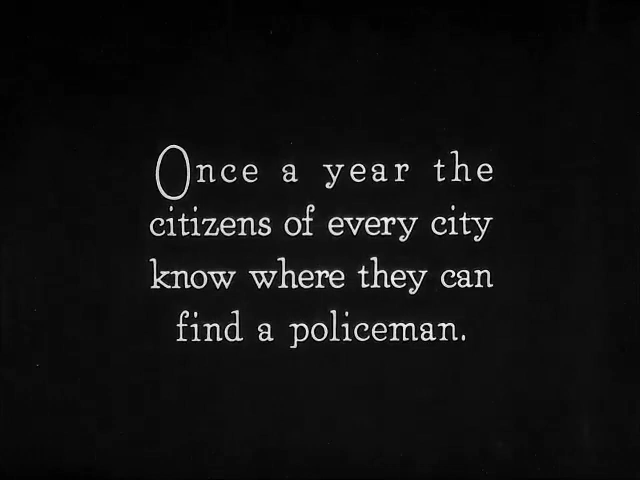 Once a year the
citizens of every city
know where they can
find a policeman.